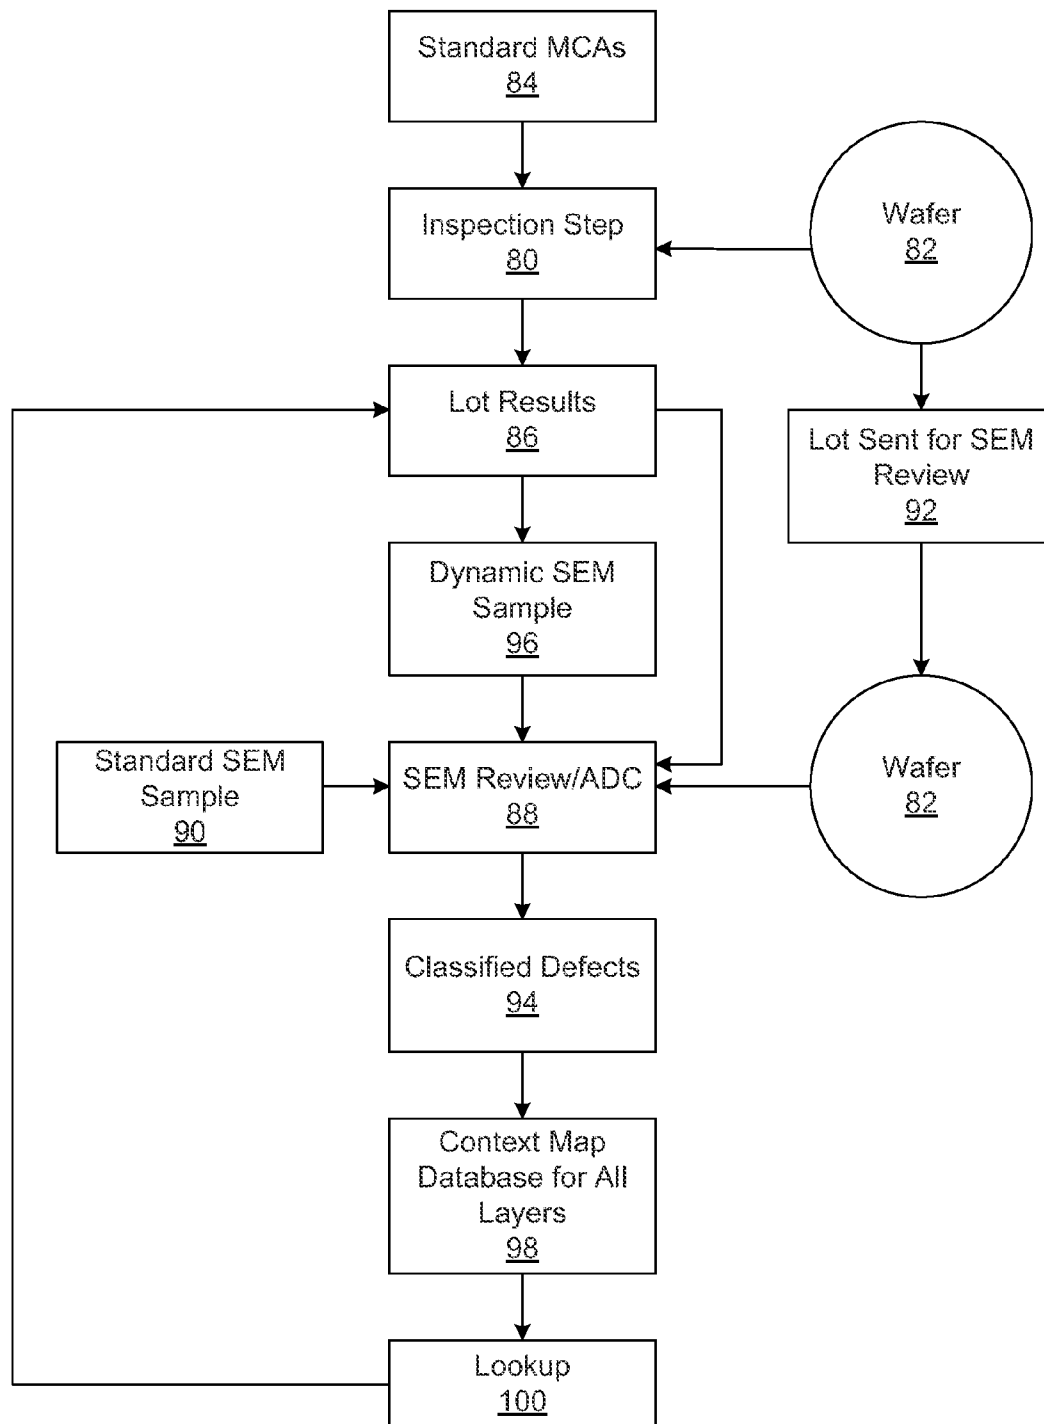 Standard MCAs
84
Inspection Step
80
Wafer
82
Lot Results
86
Lot Sent for SEM
Review
92
Dynamic SEM
Sample
96
Standard SEM
Sample
90
SEM Review/ADC
88
Wafer
82
Classified Defects
94
Context Map
Database for All
Layers
98
Lookup
100